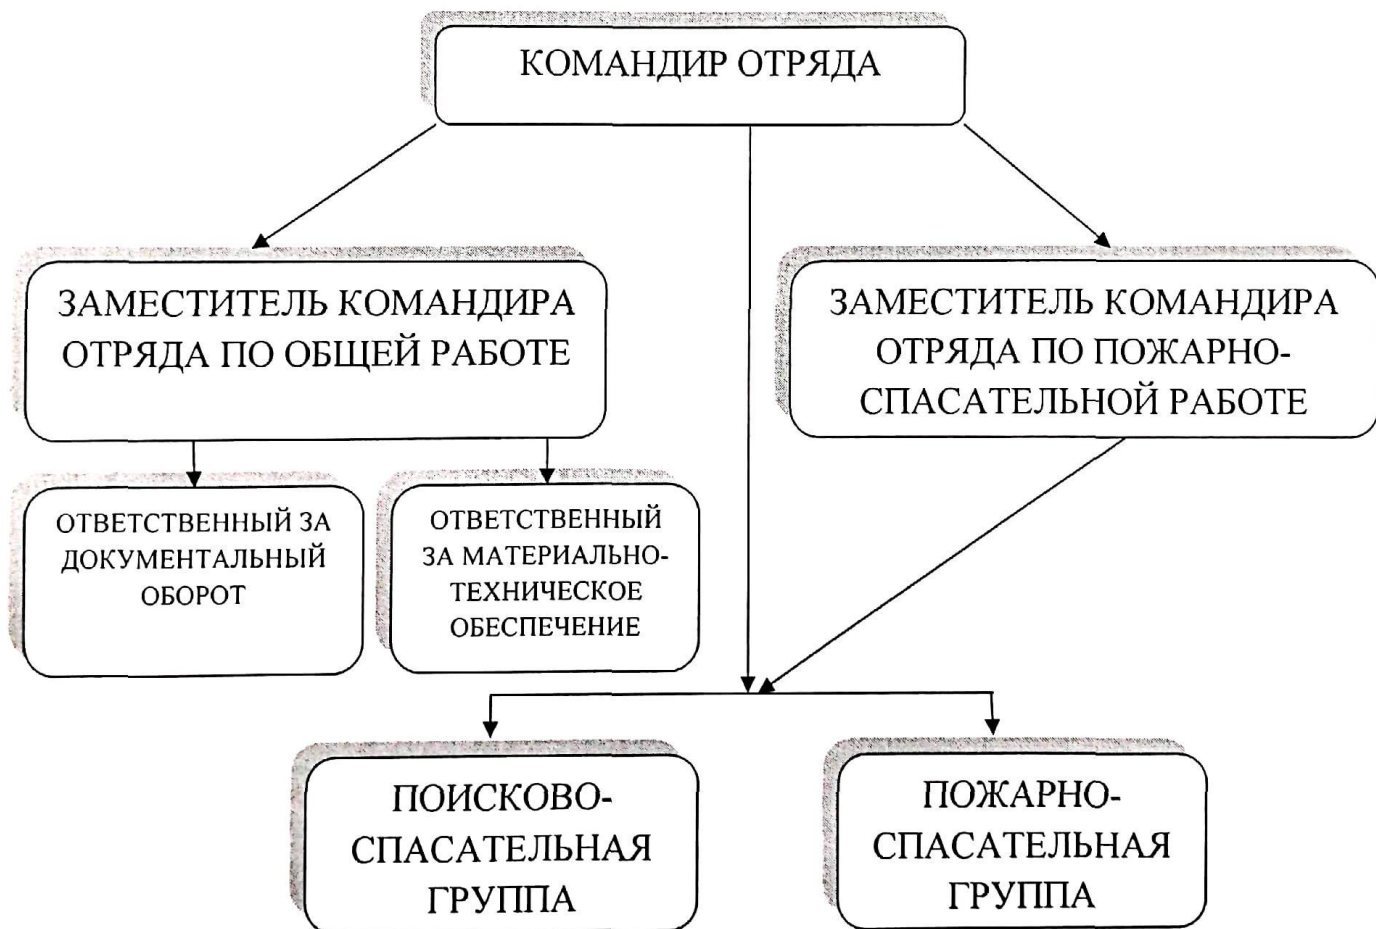 КОМАНДИР ОТРЯДА
ЗАМЕСТИТЕЛЬ КОМАНДИРА
ОТРЯДА ПО ОБЩЕЙ РАБОТЕ
ЗАМЕСТИТЕЛЬ КОМАНДИРА
ОТРЯДА ПО ПОЖАРНО-
СПАСАТЕЛЬНОЙ РАБОТЕ
ОТВЕТСТВЕННЫЙ ЗА
ДОКУМЕНТАЛЬНЫЙ
ОБОРОТ
ОТВЕТСТВЕННЫЙ
ЗА МАТЕРИАЛЬНО-
ТЕХНИЧЕСКОЕ
ОБЕСПЕЧЕНИЕ
ПОИСКОВО-
СПАСАТЕЛЬНАЯ
ГРУППА
ПОЖАРНО-
СПАСАТЕЛЬНАЯ
ГРУППА